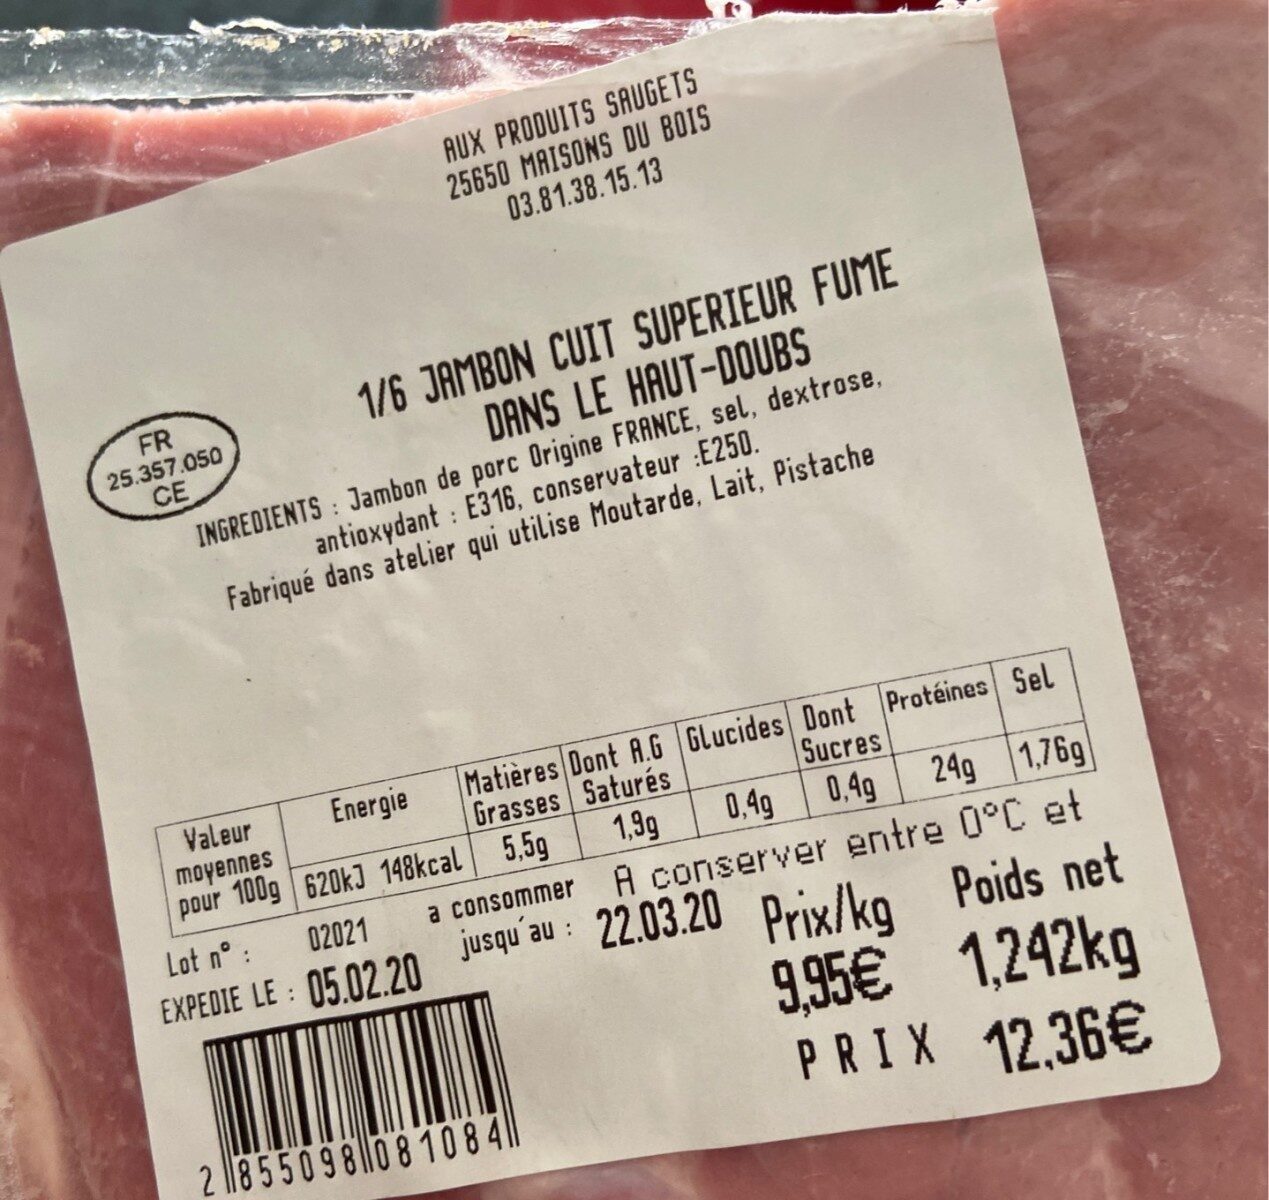 AUX PRODUITS SAUGETS
25650 MAISONS DU BOIS
03.81.38.15.13
1/6 JAMBON CUIT SUPERIEUR FUME
DANS LE HAUT-DOUBS
FR
25.357.050
CE
INGREDIENTS : Jambon de porc Origine FRANCE, sel, dextrose,
antioxydant : E316, conservateur :E250.
Fabriqué dans atelier qui utilise Moutarde, Lait, Pistache
Valeur moyennes pour 100g Energie Matières Grasses Dont A.G Saturés Glucides Dont Sucres Protéines Sel
620kJ 148kcal 5,5g 1,9g 0,4g 0,4g 24g 1,76g
A conserver entre 0°C et
Lot n° : 02021 a consommer jusqu'au : 22.03.20
EXPEDIE LE : 05.02.20
Prix/kg Poids net
9,95€ 1,242kg
PRIX 12,36€
2 855098 081084